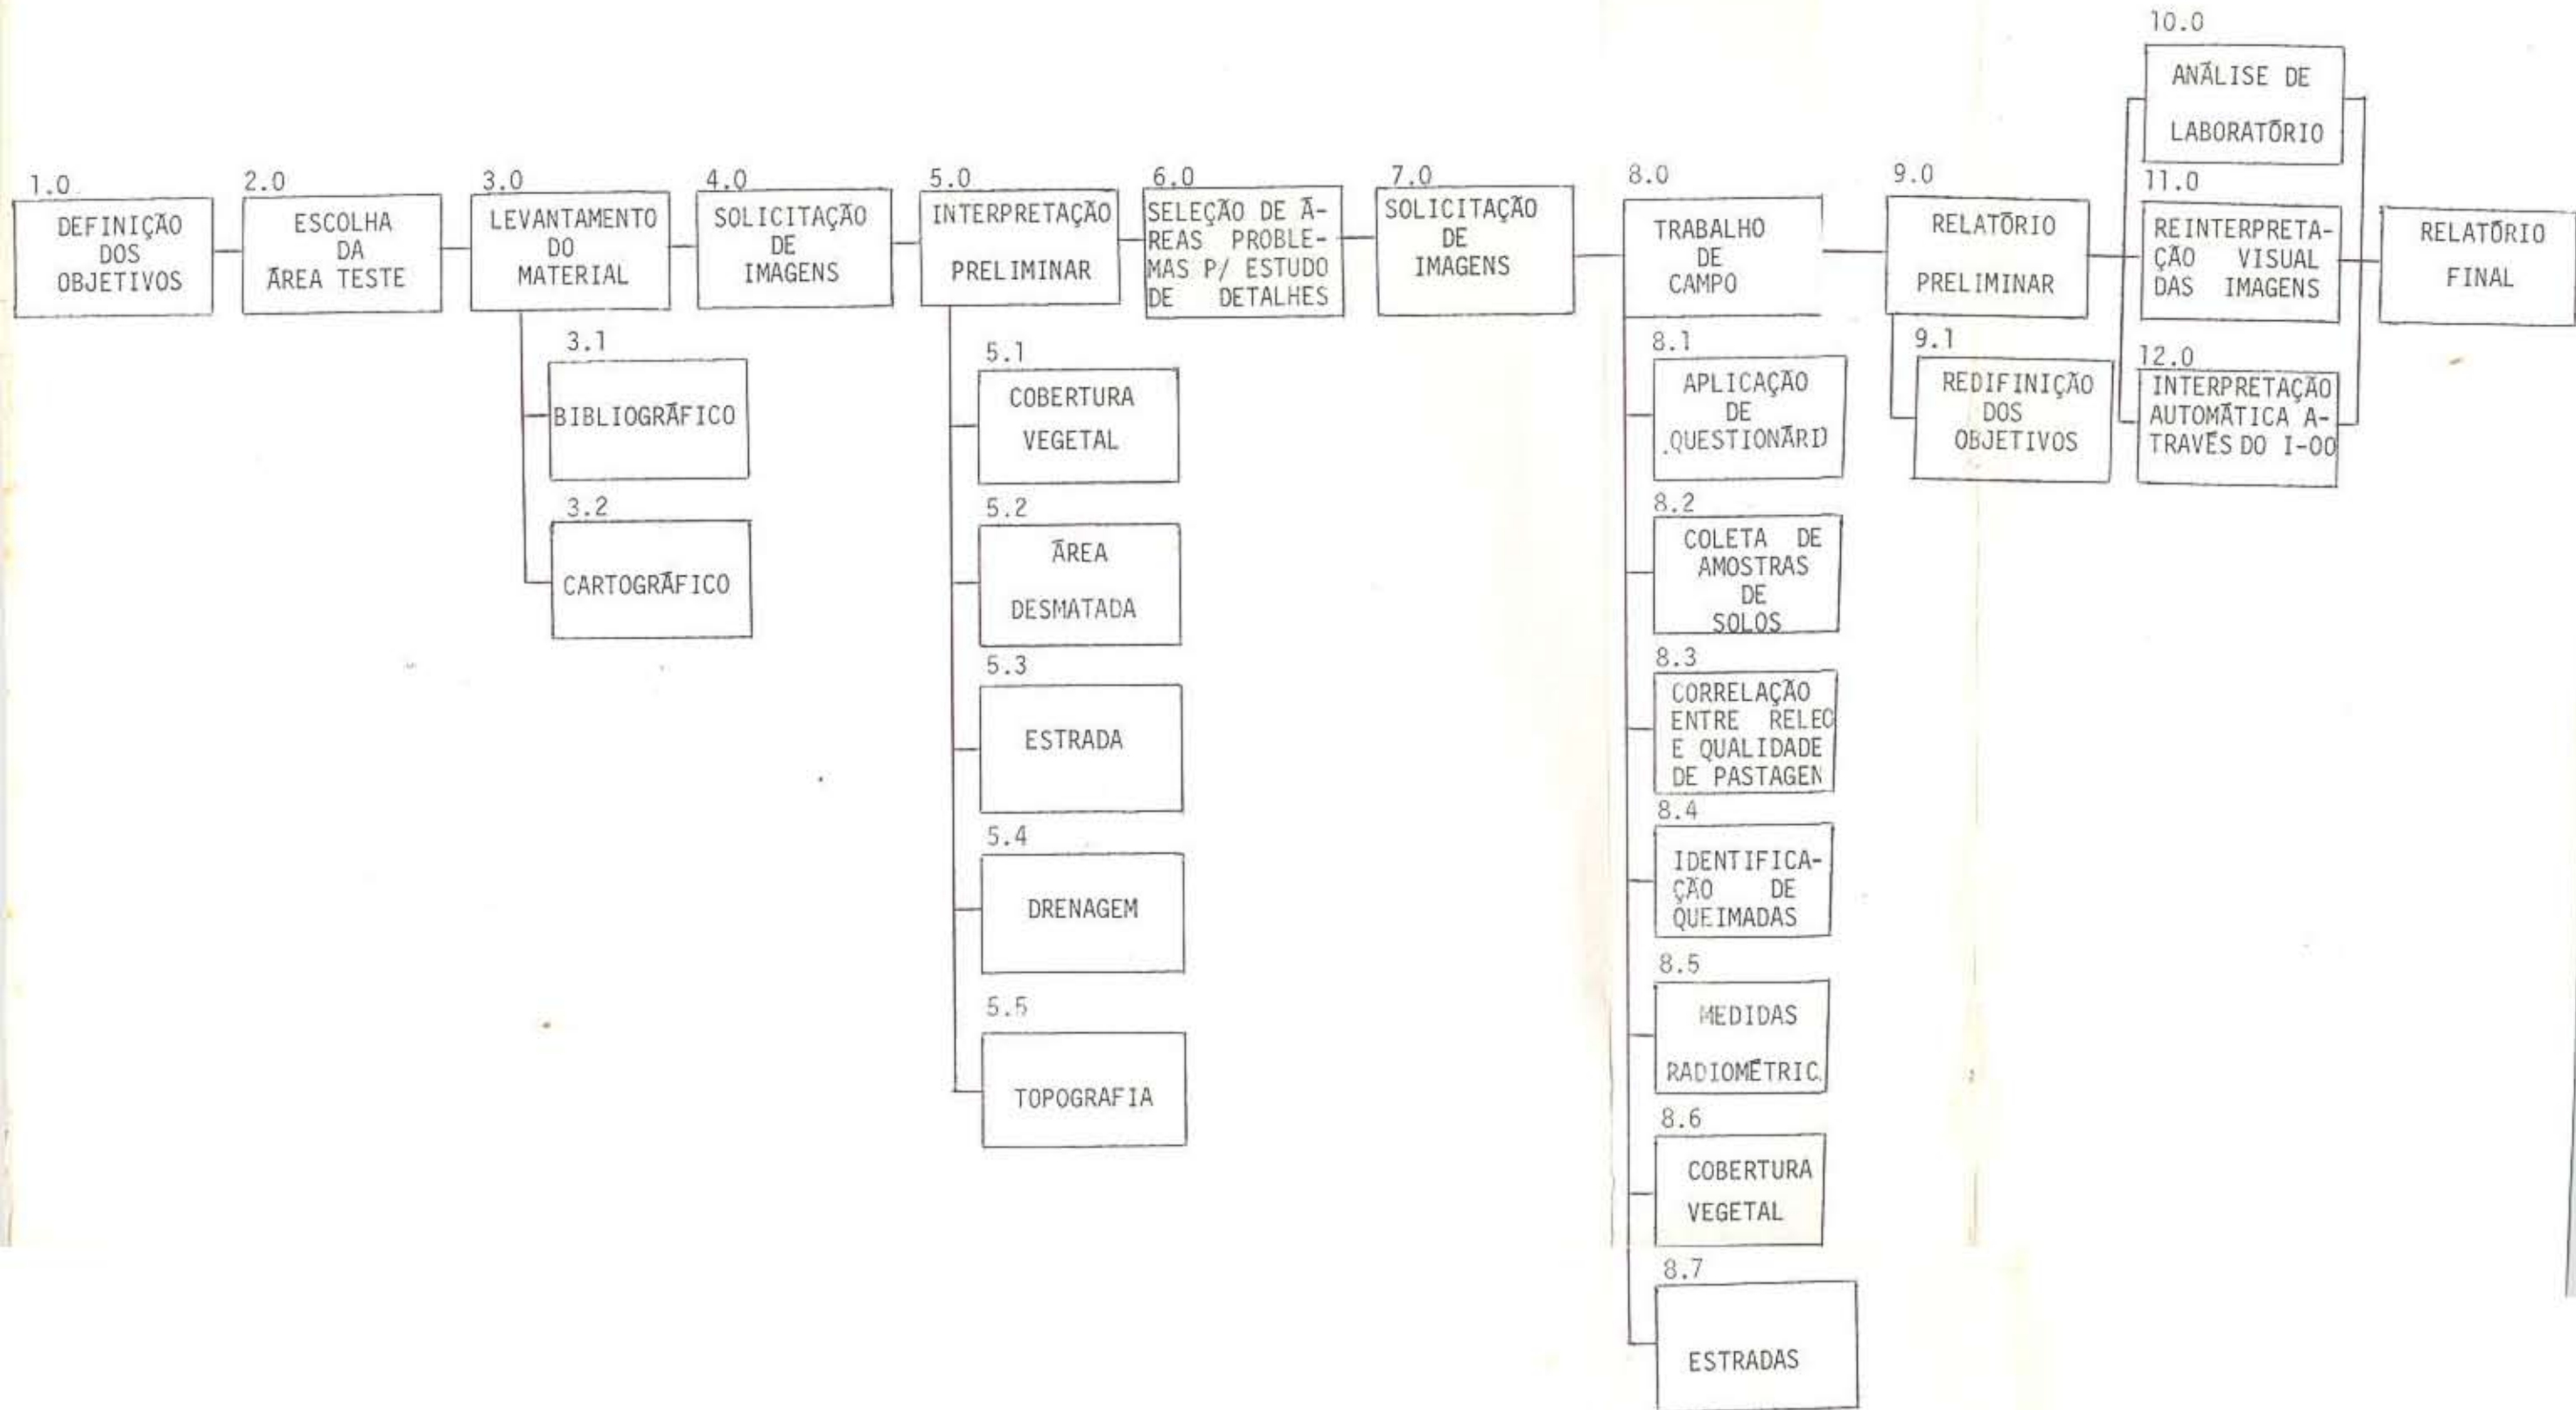 1.0
DEFINIÇÃO
DOS
OBJETIVOS
2.0
ESCOLHA
DA
ÁREA TESTE
3.0
LEVANTAMENTO
DO
MATERIAL
3.1
BIBLIOGRÁFICO
3.2
CARTOGRÁFICO
4.0
SOLICITAÇÃO
DE
IMAGENS
5.0
INTERPRETAÇÃO
PRELIMINAR
5.1
COBERTURA
VEGETAL
5.2
ÁREA
DESMATADA
5.3
ESTRADA
5.4
DRENAGEM
5.5
TOPOGRAFIA
6.0
SELEÇÃO DE Á-
REAS PROBLE-
MAS P/ ESTUDO
DE DETALHES
7.0
SOLICITAÇÃO
DE
IMAGENS
8.0
TRABALHO
DE
CAMPO
8.1
APLICAÇÃO
DE
QUESTIONÁRI
8.2
COLETA DE
AMOSTRAS
DE
SOLOS
8.3
CORRELAÇÃO
ENTRE RELEO
E QUALIDADE
DE PASTAGEN
8.4
IDENTIFICA-
ÇÃO DE
QUEIMADAS
8.5
MEDIDAS
RADIOMÉTRIC
8.6
COBERTURA
VEGETAL
8.7
ESTRADAS
9.0
RELATÓRIO
PRELIMINAR
9.1
REDIFINIÇÃO
DOS
OBJETIVOS
10.0
ANÁLISE DE
LABORATÓRIO
11.0
REINTERPRETA-
ÇÃO VISUAL
DAS IMAGENS
12.0
INTERPRETAÇÃO
AUTOMÁTICA A-
TRAVÉS DO I-00
RELATÓRIO
FINAL